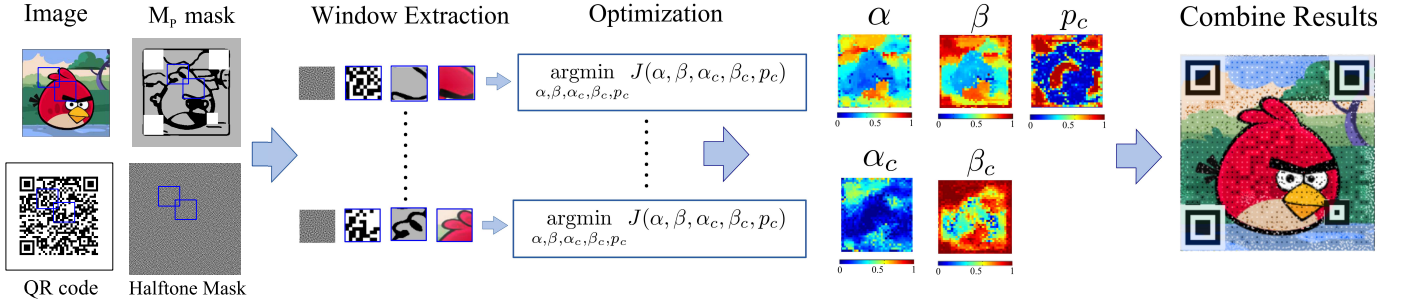 Image
M_P mask
Window Extraction
Optimization
α
β
p_c
Combine Results
argmin J(α, β, α_c, β_c, p_c)
α,β,α_c,β_c,p_c
0 0.5 1
0 0.5 1
0 0.5 1
α_c
β_c
argmin J(α, β, α_c, β_c, p_c)
α,β,α_c,β_c,p_c
0 0.5 1
0 0.5 1
QR code
Halftone Mask